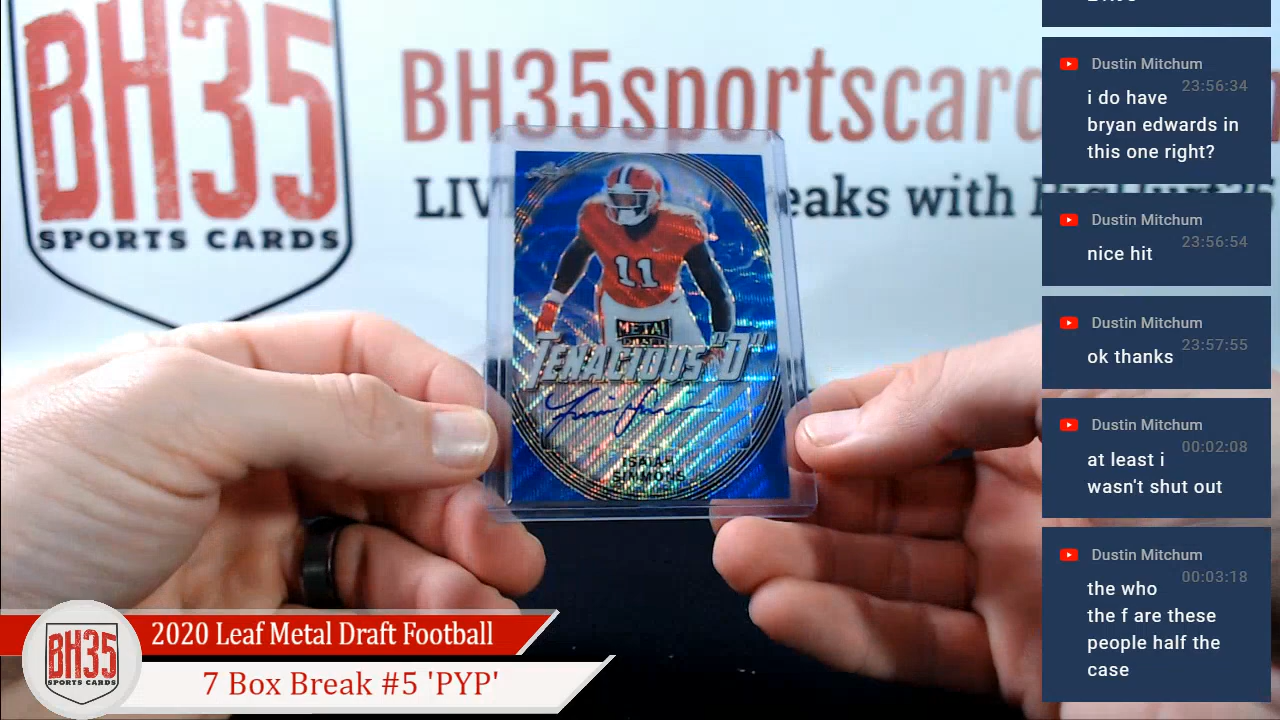 BH35
SPORTS CARDS
BH35sportscard
LIV
eaks with
11
METAL
TENACIOUS "D"
ISAIAH
SIMMONS
BH35
SPORTS CARDS
2020 Leaf Metal Draft Football
7 Box Break #5 'PYP'
Dustin Mitchum
23:56:34
i do have
bryan edwards in
this one right?
Dustin Mitchum
23:56:54
nice hit
Dustin Mitchum
23:57:55
ok thanks
Dustin Mitchum
00:02:08
at least i
wasn't shut out
Dustin Mitchum
00:03:18
the who
the f are these
people half the
case